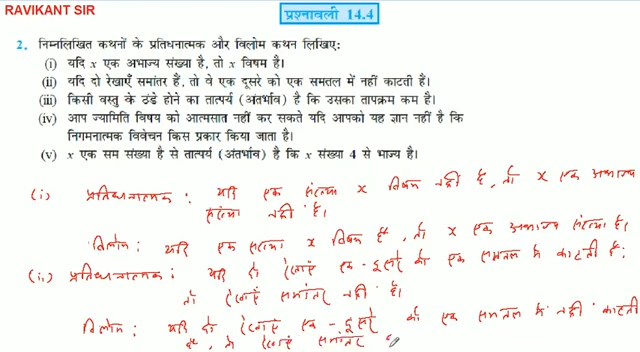 RAVIKANT SIR
प्रश्नावली 14.4
2. निम्नलिखित कथनों के प्रतिधनात्मक और विलोम कथन लिखिए:
(i) यदि x एक अभाज्य संख्या है, तो x विषम है।
(ii) यदि दो रेखाएँ समांतर हैं, तो वे एक दूसरे को एक समतल में नहीं काटती हैं।
(iii) किसी वस्तु के ठंडे होने का तात्पर्य (अंतर्भाव) है कि उसका तापक्रम कम है।
(iv) आप ज्यामिति विषय को आत्मसात नहीं कर सकते यदि आपको यह ज्ञान नहीं है कि
निगमनात्मक विवेचन किस प्रकार किया जाता है।
(v) x एक सम संख्या है से तात्पर्य (अंतर्भाव) है कि x संख्या 4 से भाज्य है।
(i) प्रतिधनात्मक: यदि एक संख्या x विषम नहीं है, तो x एक अभाज्य
संख्या नहीं है।
विलोम: यदि एक संख्या x विषम है, तो x एक अभाज्य संख्या है।
(ii) प्रतिधनात्मक: यदि दो रेखाएं एक-दूसरे को एक समतल में काटती हैं,
तो रेखाएं समांतर नहीं हैं।
विलोम: यदि दो रेखाएं एक-दूसरे को एक समतल में नहीं काटती
हैं, तो रेखाएं समांतर